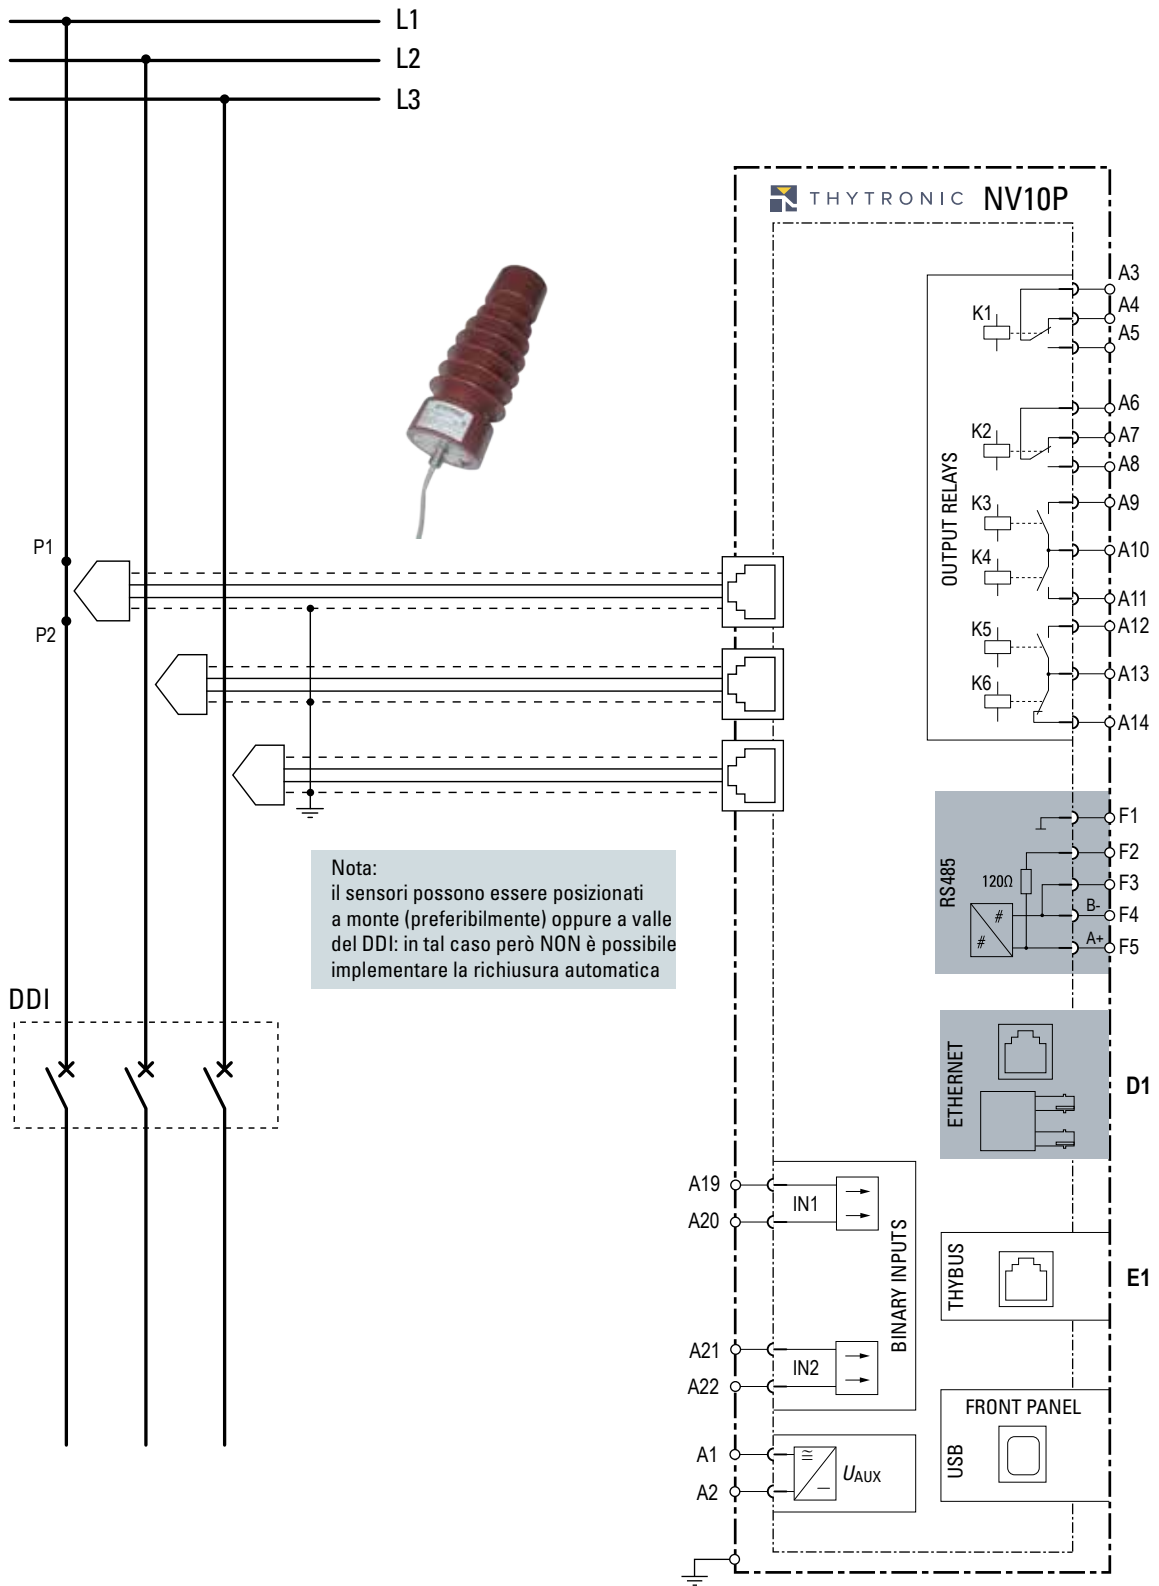 L1
L2
L3
THYTRONIC NV10P
A3
K1
A4
A5
A6
K2
A7
A8
K3
A9
OUTPUT RELAYS
A10
K4
A11
K5
A12
A13
K6
A14
P1
P2
Nota:
il sensori possono essere posizionati
a monte (preferibilmente) oppure a valle
del DDI: in tal caso però NON è possibile
implementare la richiusura automatica
RS485
F1
F2
120Ω
F3
#
#
B- F4
A+ F5
DDI
ETHERNET
D1
A19
IN1
A20
BINARY INPUTS
A21
IN2
A22
THYBUS
E1
FRONT PANEL
USB
A1
UAUX
A2